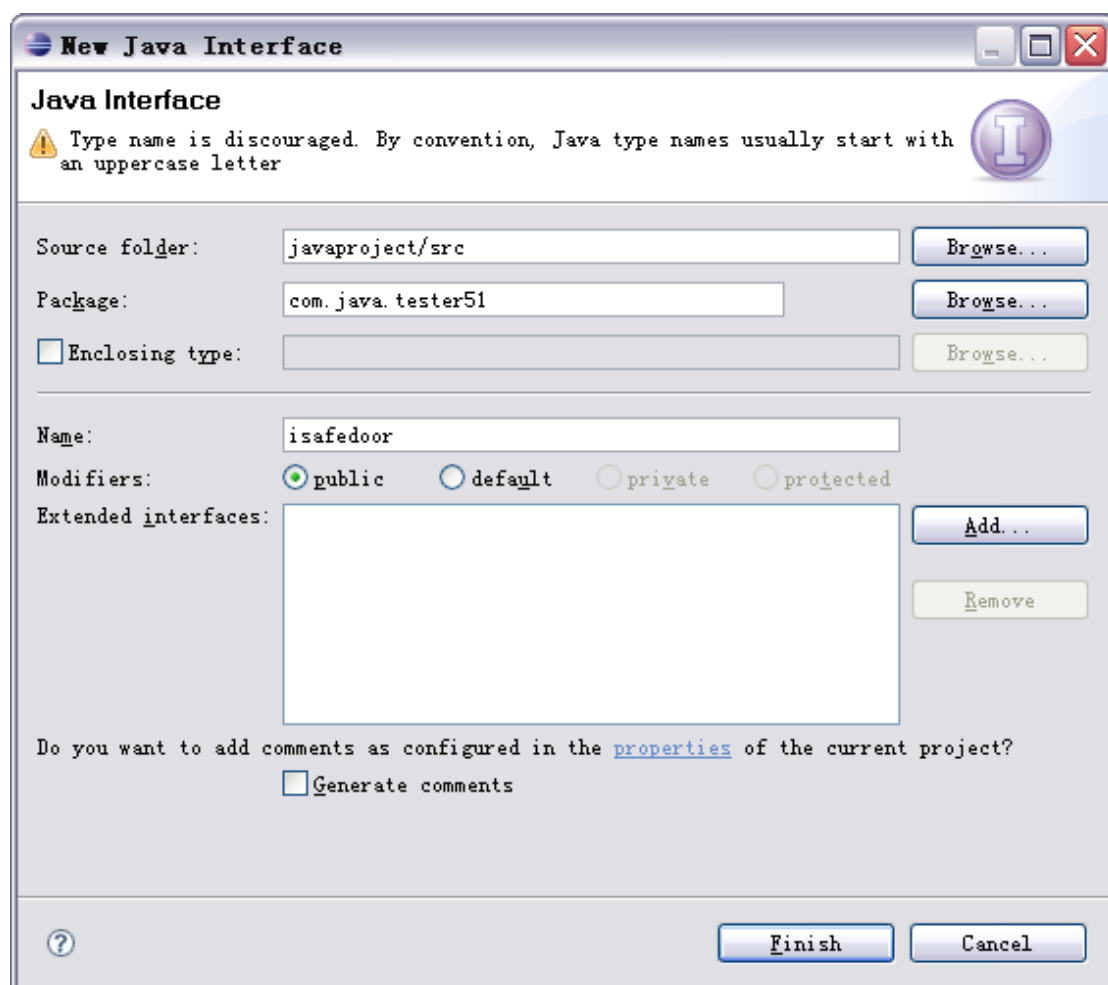 New Java Interface
Java Interface
Type name is discouraged. By convention, Java type names usually start with
an uppercase letter
Source folder: javaproject/src Browse...
Package: com.java.tester51 Browse...
Enclosing type: Browse...
Name: isafedoor
Modifiers: public default private protected
Extended interfaces: Add...
Remove
Do you want to add comments as configured in the properties of the current project?
Generate comments
? Finish Cancel